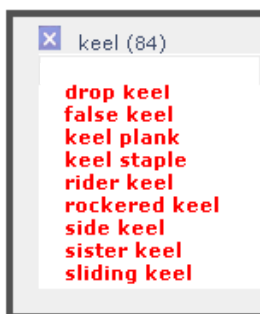 keel (84)
drop keel
false keel
keel plank
keel staple
rider keel
rockered keel
side keel
sister keel
sliding keel